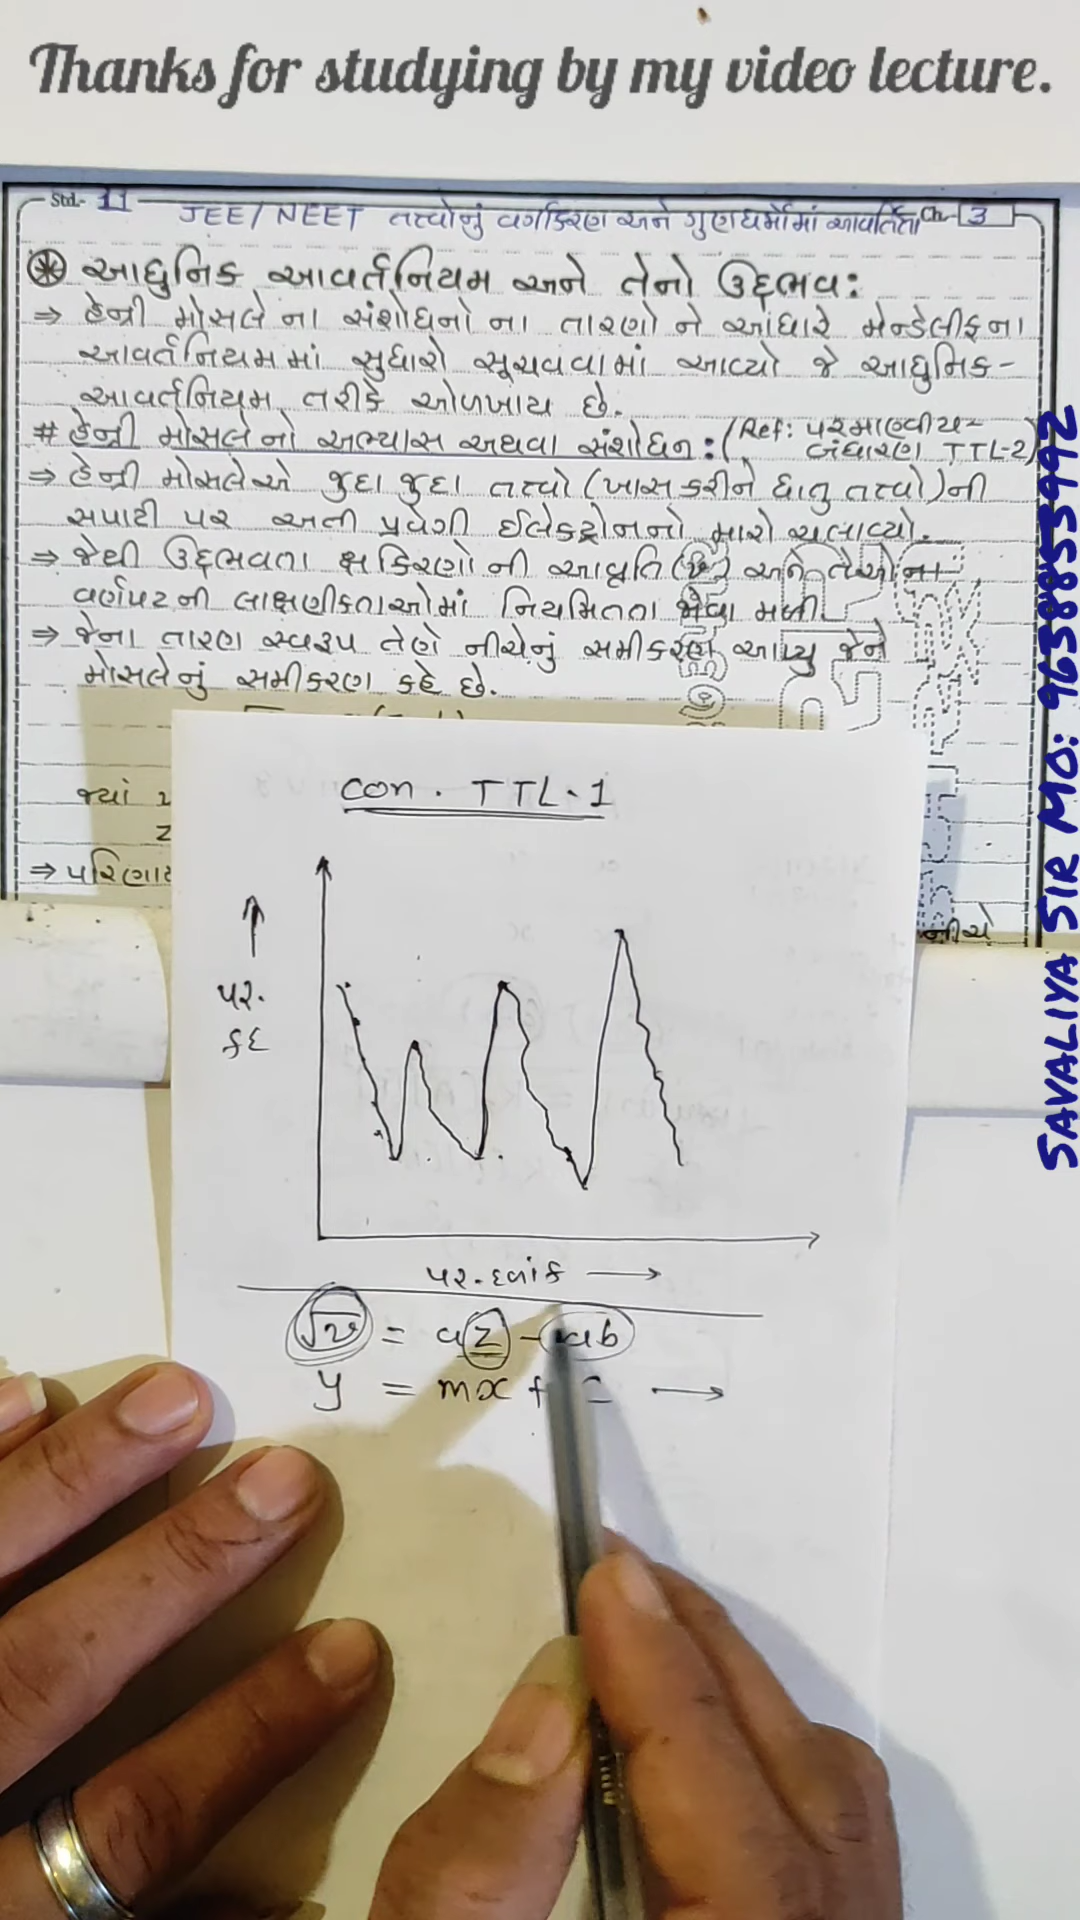 Thanks for studying by my video lecture.
Std.- 11
JEE/NEET તત્ત્વોનું વર્ગીકરણ અને ગુણધર્મોમાં આવર્તિતા Ch.- 3
આધુનિક આવર્તનિયમ અને તેનો ઉદ્દભવ:
⇒ હેન્રી મોસલે ના સંશોધનો ના તારણો ને આધારે મેન્ડેલીફના
આવર્તનિયમમાં સુધારો સૂચવવામાં આવ્યો જે આધુનિક-
આવર્તનિયમ તરીકે ઓળખાય છે.
# હેન્રી મોસલેનો અભ્યાસ અથવા સંશોધન: (Ref: પરમાણ્વીય-
બંધારણ TTL-2)
⇒ હેન્રી મોસલેએ જુદા જુદા તત્ત્વો (ખાસ કરીને ધાતુ તત્ત્વો)ની
સપાટી પર અતી પ્રવેગી ઈલેક્ટ્રોનનો મારો ચલાવ્યો.
⇒ જેથી ઉદ્દભવતા ક્ષ કિરણોની આવૃતિ અને તેઓના
વર્ણપટની લાક્ષણીકતાઓમાં નિયમિતતા જોવા મળી.
⇒ જેના તારણ સ્વરૂપ તેણે નીચેનું સમીકરણ આપ્યુ જેને
મોસલેનું સમીકરણ કહે છે.
જ્યાં
Z
⇒ પરિણામ
નીચે
con. TTL-1
પર.
કદ
પર.ક્રમાંક ⟶
√ν = aZ - ab
y = mx + c ⟶
SAVALIYA SIR MO: 9638855992